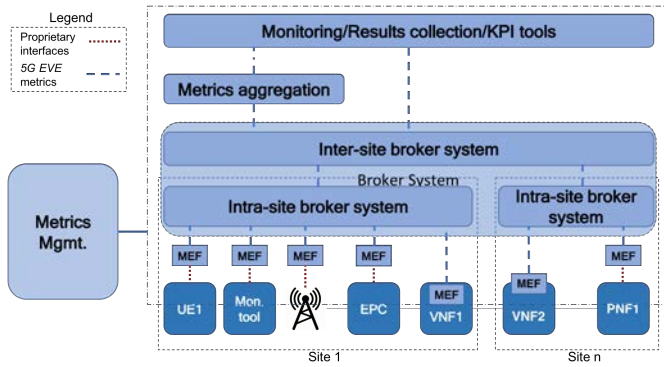 Legend
Proprietary
interfaces
5G EVE
metrics
Monitoring/Results collection/KPI tools
Metrics aggregation
Inter-site broker system
Broker System
Intra-site broker system
Intra-site broker
system
Metrics
Mgmt.
MEF
MEF
MEF
MEF
MEF
MEF
MEF
UE1
Mon.
tool
EPC
VNF1
VNF2
PNF1
Site 1
Site n